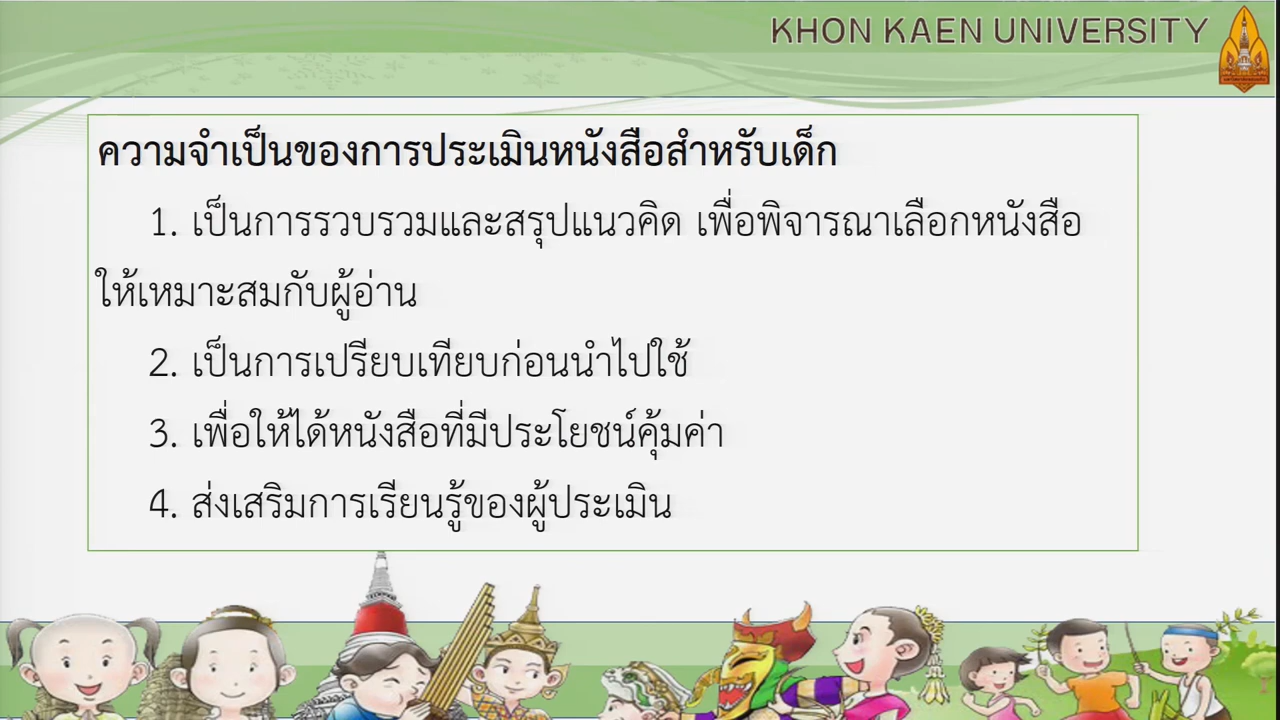 KHON KAEN UNIVERSITY
ความจำเป็นของการประเมินหนังสือสำหรับเด็ก
1. เป็นการรวบรวมและสรุปแนวคิด เพื่อพิจารณาเลือกหนังสือ
ให้เหมาะสมกับผู้อ่าน
2. เป็นการเปรียบเทียบก่อนนำไปใช้
3. เพื่อให้ได้หนังสือที่มีประโยชน์คุ้มค่า
4. ส่งเสริมการเรียนรู้ของผู้ประเมิน